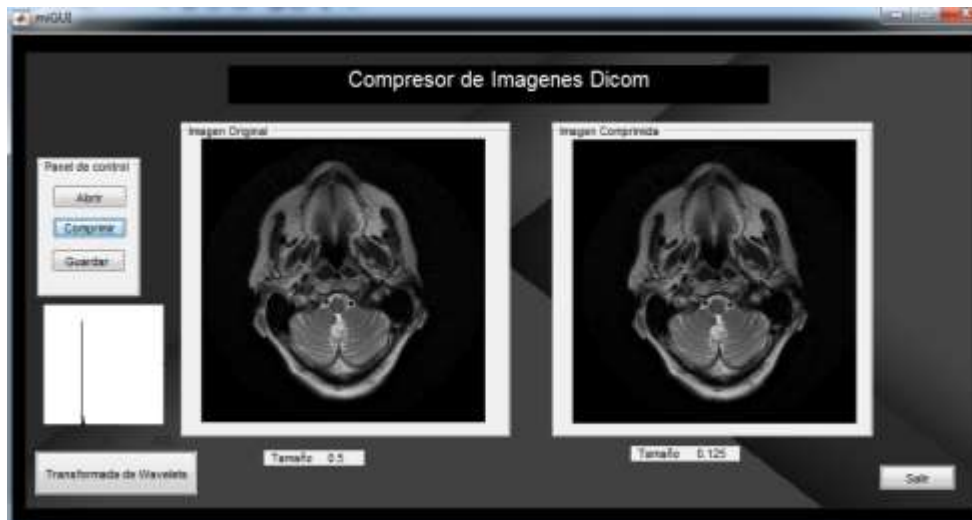 miGUI
Compresor de Imagenes Dicom
Imagen Original
Imagen Comprimida
Panel de control
Abrir
Comprimir
Guardar
Tamaño 0.5
Tamaño 0.125
Transformada de Wavelets
Salir